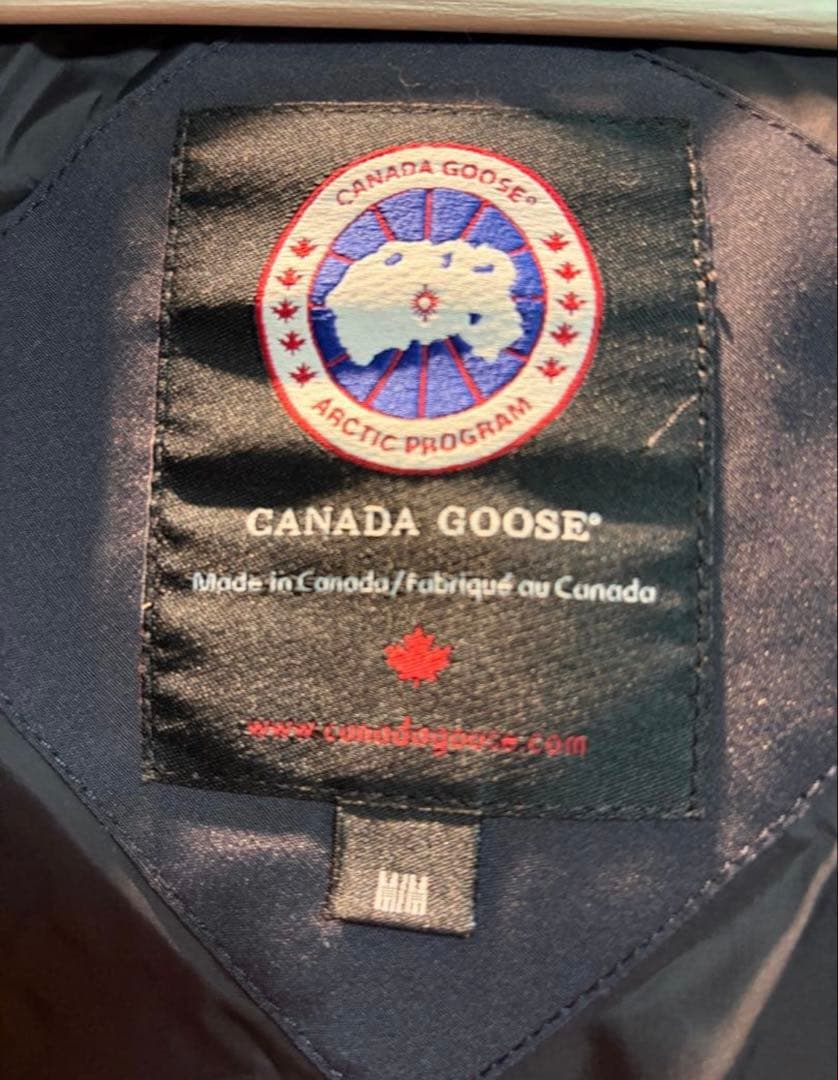 CANADA GOOSE®
ARCTIC PROGRAM
CANADA GOOSE®
Made in Canada/Fabriqué au Canada
www.canadagoose.com
M/M